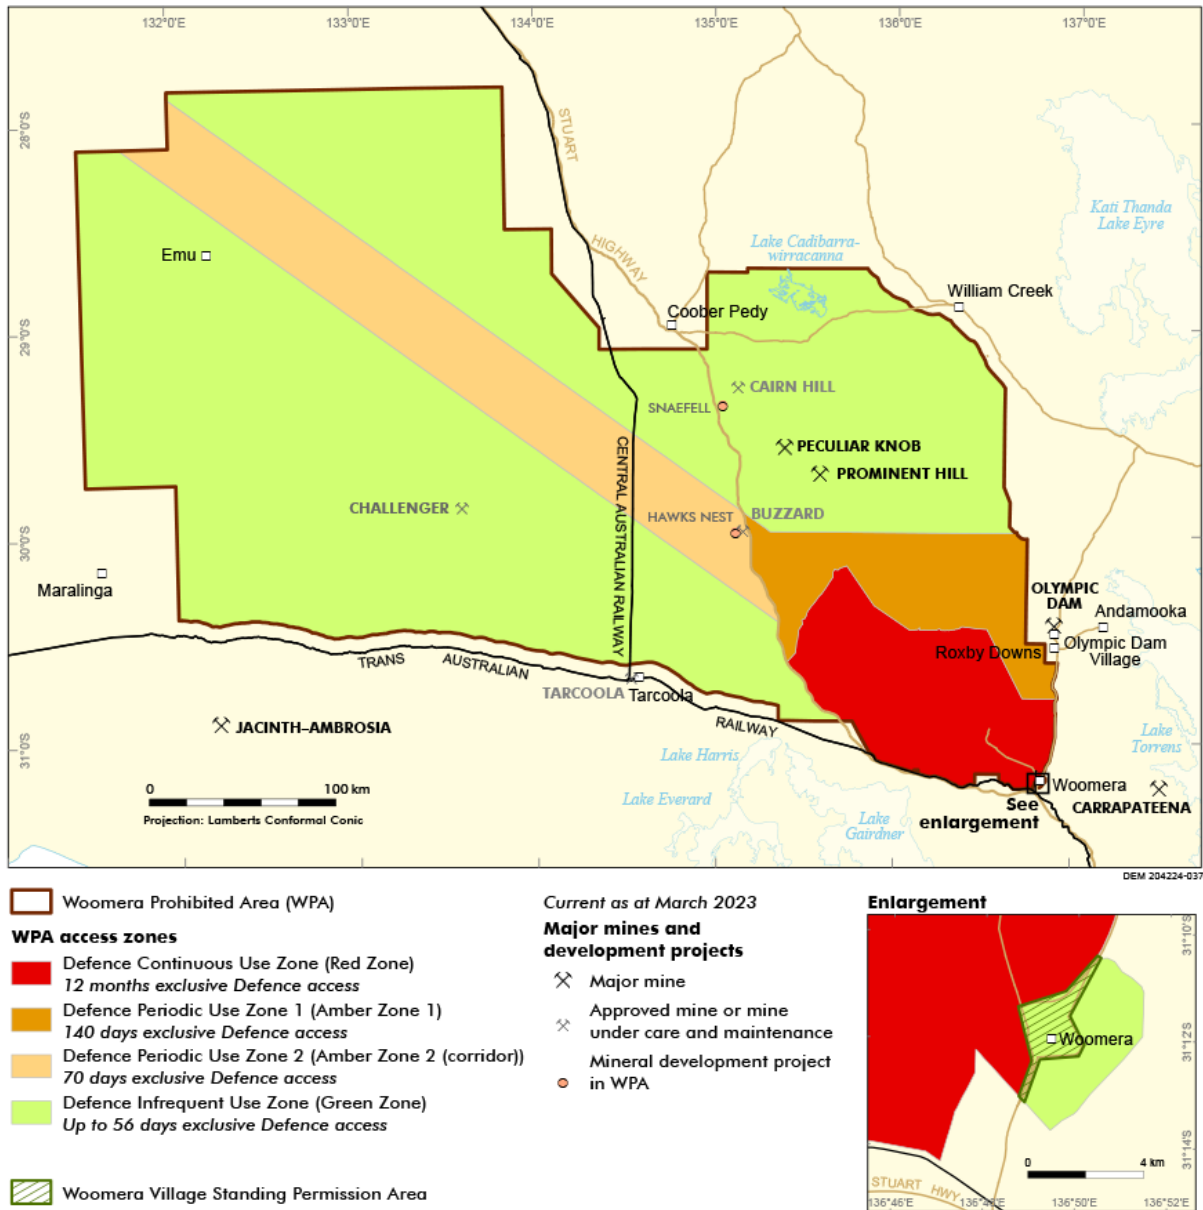 132°0'E
133°0'E
134°0'E
135°0'E
136°0'E
137°0'E
28°0'S
29°0'S
30°0'S
31°0'S
STUART
HIGHWAY
Kati Thanda
Lake Eyre
Lake Cadibarra-
wirracanna
Emu
William Creek
Coober Pedy
CAIRN HILL
SNAEFELL
PECULIAR KNOB
PROMINENT HILL
CENTRAL AUSTRALIAN RAILWAY
CHALLENGER
HAWKS NEST
BUZZARD
Maralinga
OLYMPIC
DAM
Andamooka
Olympic Dam
Village
Roxby Downs
TRANS
AUSTRALIAN
RAILWAY
TARCOOLA
Tarcoola
JACINTH–AMBROSIA
Lake
Torrens
Lake Harris
Lake Everard
Lake
Gairdner
Woomera
See
enlargement
CARRAPATEENA
0
100 km
Projection: Lamberts Conformal Conic
DEM 204224-037
Woomera Prohibited Area (WPA)
WPA access zones
Defence Continuous Use Zone (Red Zone)
12 months exclusive Defence access
Defence Periodic Use Zone 1 (Amber Zone 1)
140 days exclusive Defence access
Defence Periodic Use Zone 2 (Amber Zone 2 (corridor))
70 days exclusive Defence access
Defence Infrequent Use Zone (Green Zone)
Up to 56 days exclusive Defence access
Woomera Village Standing Permission Area
Current as at March 2023
Major mines and
development projects
Major mine
Approved mine or mine
under care and maintenance
Mineral development project
in WPA
Enlargement
31°10'S
31°12'S
31°14'S
Woomera
0
4 km
STUART HWY
136°46'E
136°50'E
136°52'E